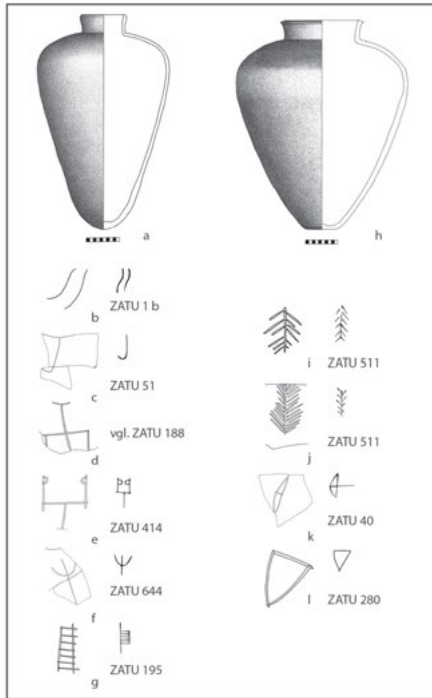 a
h
b
ZATU 1 b
c
ZATU 51
d
vgl. ZATU 188
e
ZATU 414
f
ZATU 644
g
ZATU 195
i
ZATU 511
j
ZATU 511
k
ZATU 40
l
ZATU 280